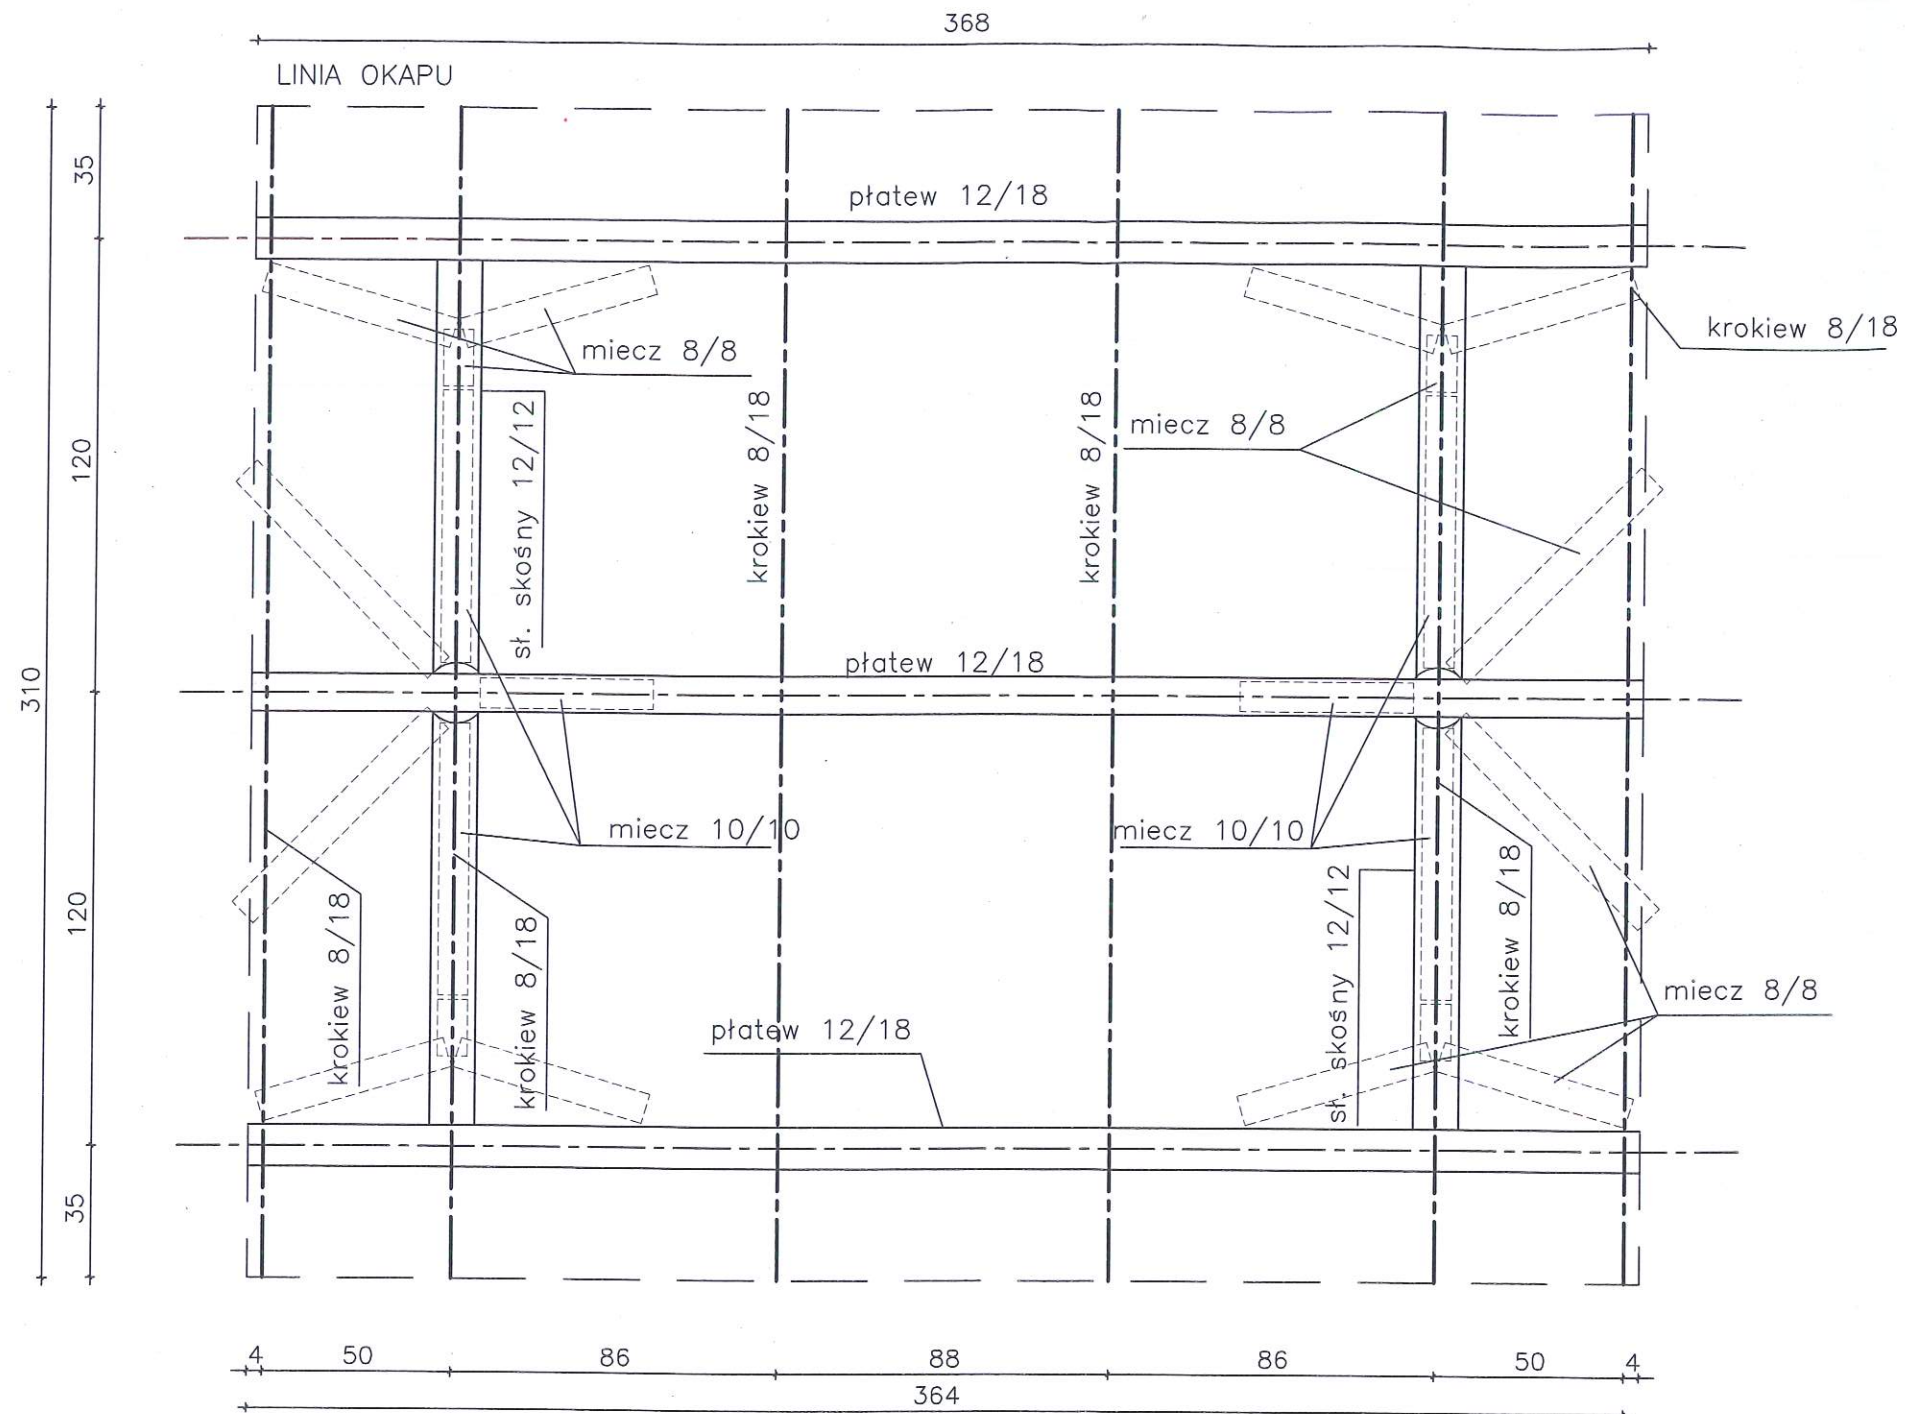 368
LINIA OKAPU
35
płatew 12/18
krokiew 8/18
miecz 8/8
miecz 8/8
sł. skośny 12/12
krokiew 8/18
krokiew 8/18
120
310
płatew 12/18
miecz 10/10
miecz 10/10
krokiew 8/18
krokiew 8/18
sł. skośny 12/12
krokiew 8/18
120
miecz 8/8
płatew 12/18
35
4 50 86 88 86 50 4
364